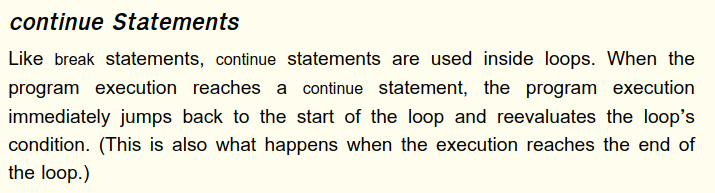 continue Statements
Like break statements, continue statements are used inside loops. When the
program execution reaches a continue statement, the program execution
immediately jumps back to the start of the loop and reevaluates the loop’s
condition. (This is also what happens when the execution reaches the end of
the loop.)